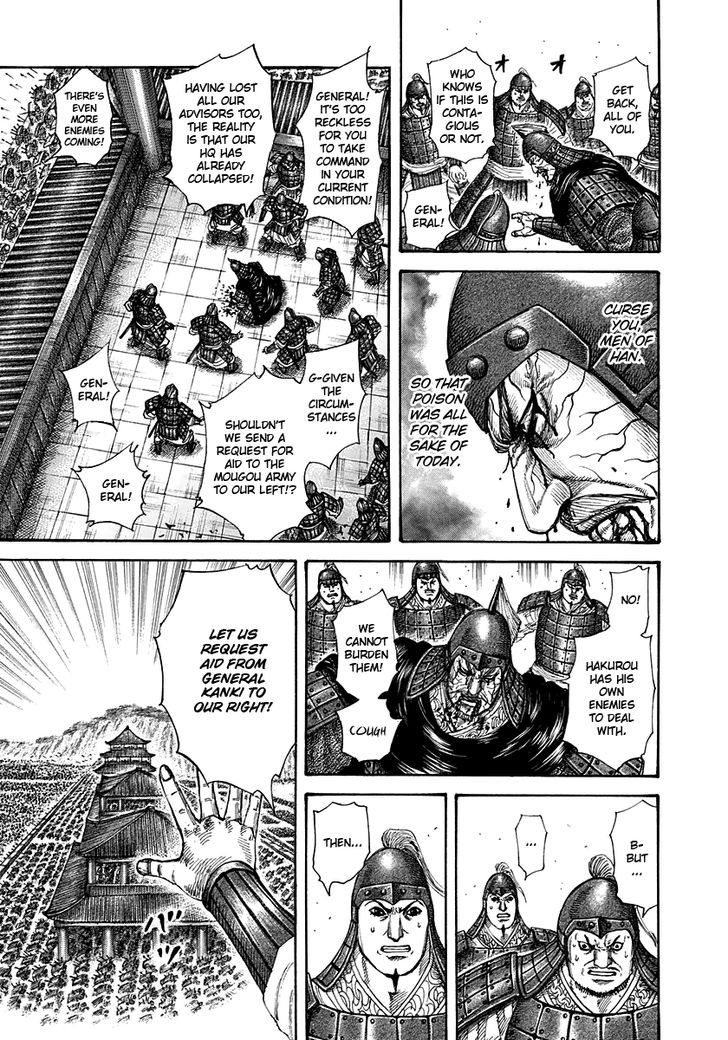 GET
BACK,
ALL OF
YOU.
WHO
KNOWS
IF THIS IS
CONTA-
GIOUS
OR NOT.
GEN-
ERAL!
CURSE
YOU,
MEN OF
HAN.
SO THAT
POISON
WAS ALL
FOR THE
SAKE OF
TODAY.
GENERAL!
IT'S TOO
RECKLESS
FOR YOU
TO TAKE
COMMAND
IN YOUR
CURRENT
CONDITION!
HAVING LOST
ALL OUR
ADVISORS TOO,
THE REALITY
IS THAT OUR
HQ HAS
ALREADY
COLLAPSED!
THERE'S
EVEN
MORE
ENEMIES
COMING!
G-GIVEN
THE
CIRCUM-
STANCES
...
SHOULDN'T
WE SEND A
REQUEST FOR
AID TO THE
MOUGOU ARMY
TO OUR LEFT!?
GEN-
ERAL!
GEN-
ERAL!
NO!
HAKUROU
HAS HIS
OWN
ENEMIES
TO DEAL
WITH.
WE
CANNOT
BURDEN
THEM!
COUGH
B-
BUT
...
...
THEN...
LET US
REQUEST
AID FROM
GENERAL
KANKI TO
OUR RIGHT!
バッ